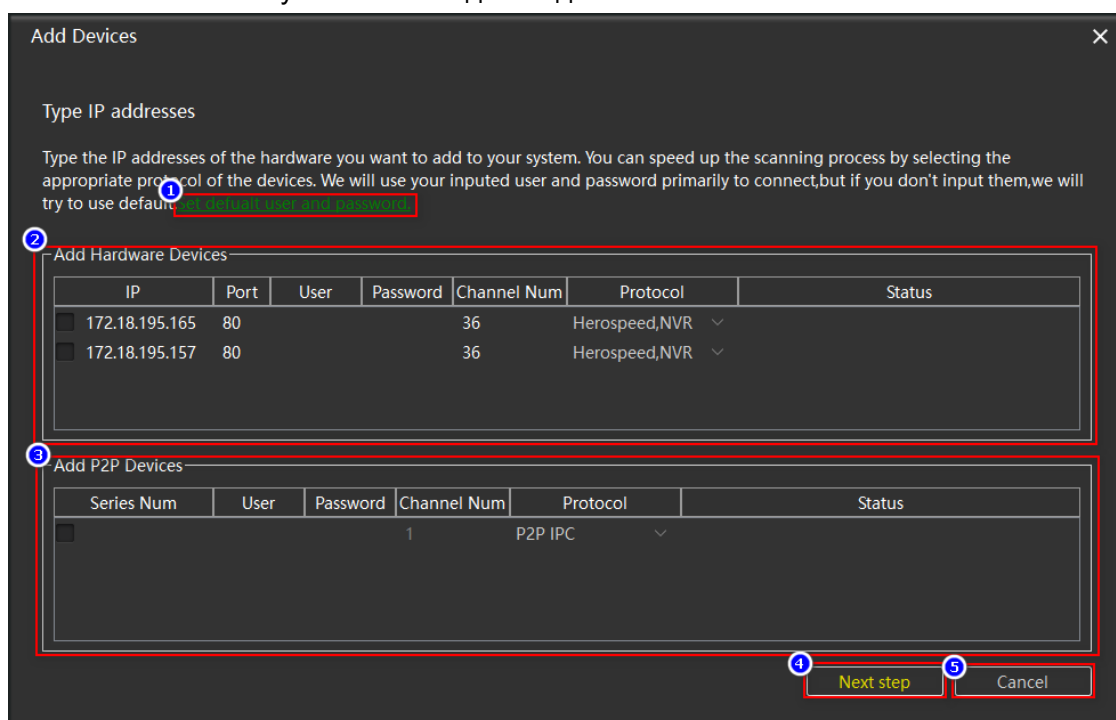 Add Devices
Type IP addresses
Type the IP addresses of the hardware you want to add to your system. You can speed up the scanning process by selecting the
appropriate protocol of the devices. We will use your inputed user and password primarily to connect,but if you don't input them,we will
1
try to use default Set defualt user and password.
2
Add Hardware Devices
IP Port User Password Channel Num Protocol Status
172.18.195.165 80 36 Herospeed,NVR
172.18.195.157 80 36 Herospeed,NVR
3
Add P2P Devices
Series Num User Password Channel Num Protocol Status
1 P2P IPC
4 5
Next step Cancel